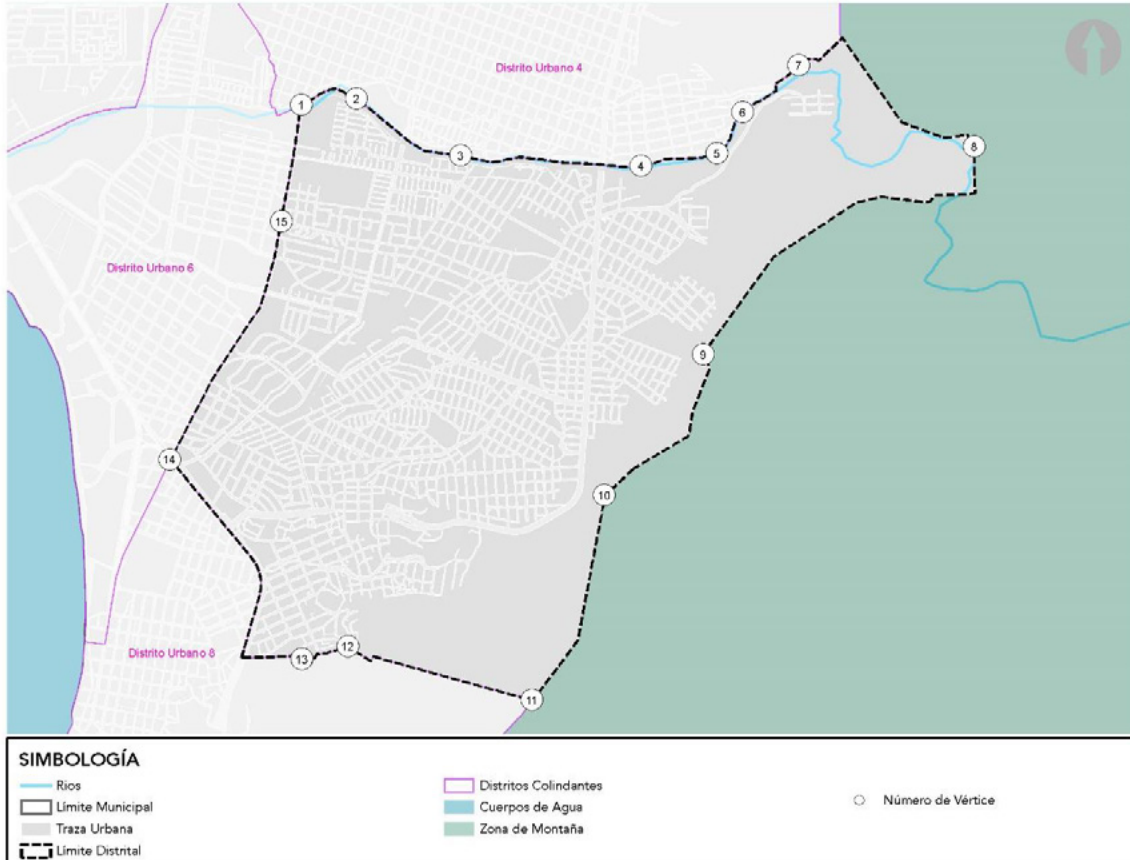 Distrito Urbano 4
7
1
2
6
8
3
5
4
15
Distrito Urbano 6
9
14
10
12
Distrito Urbano 8
13
11
SIMBOLOGÍA
Rios
Límite Municipal
Traza Urbana
Límite Distrital
Distritos Colindantes
Cuerpos de Agua
Zona de Montaña
Número de Vértice